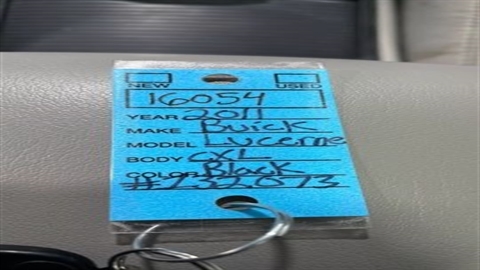 NEW USED
16054
YEAR 2011
MAKE Buick
MODEL Lucerne
BODY CXL
COLOR Black
#132073